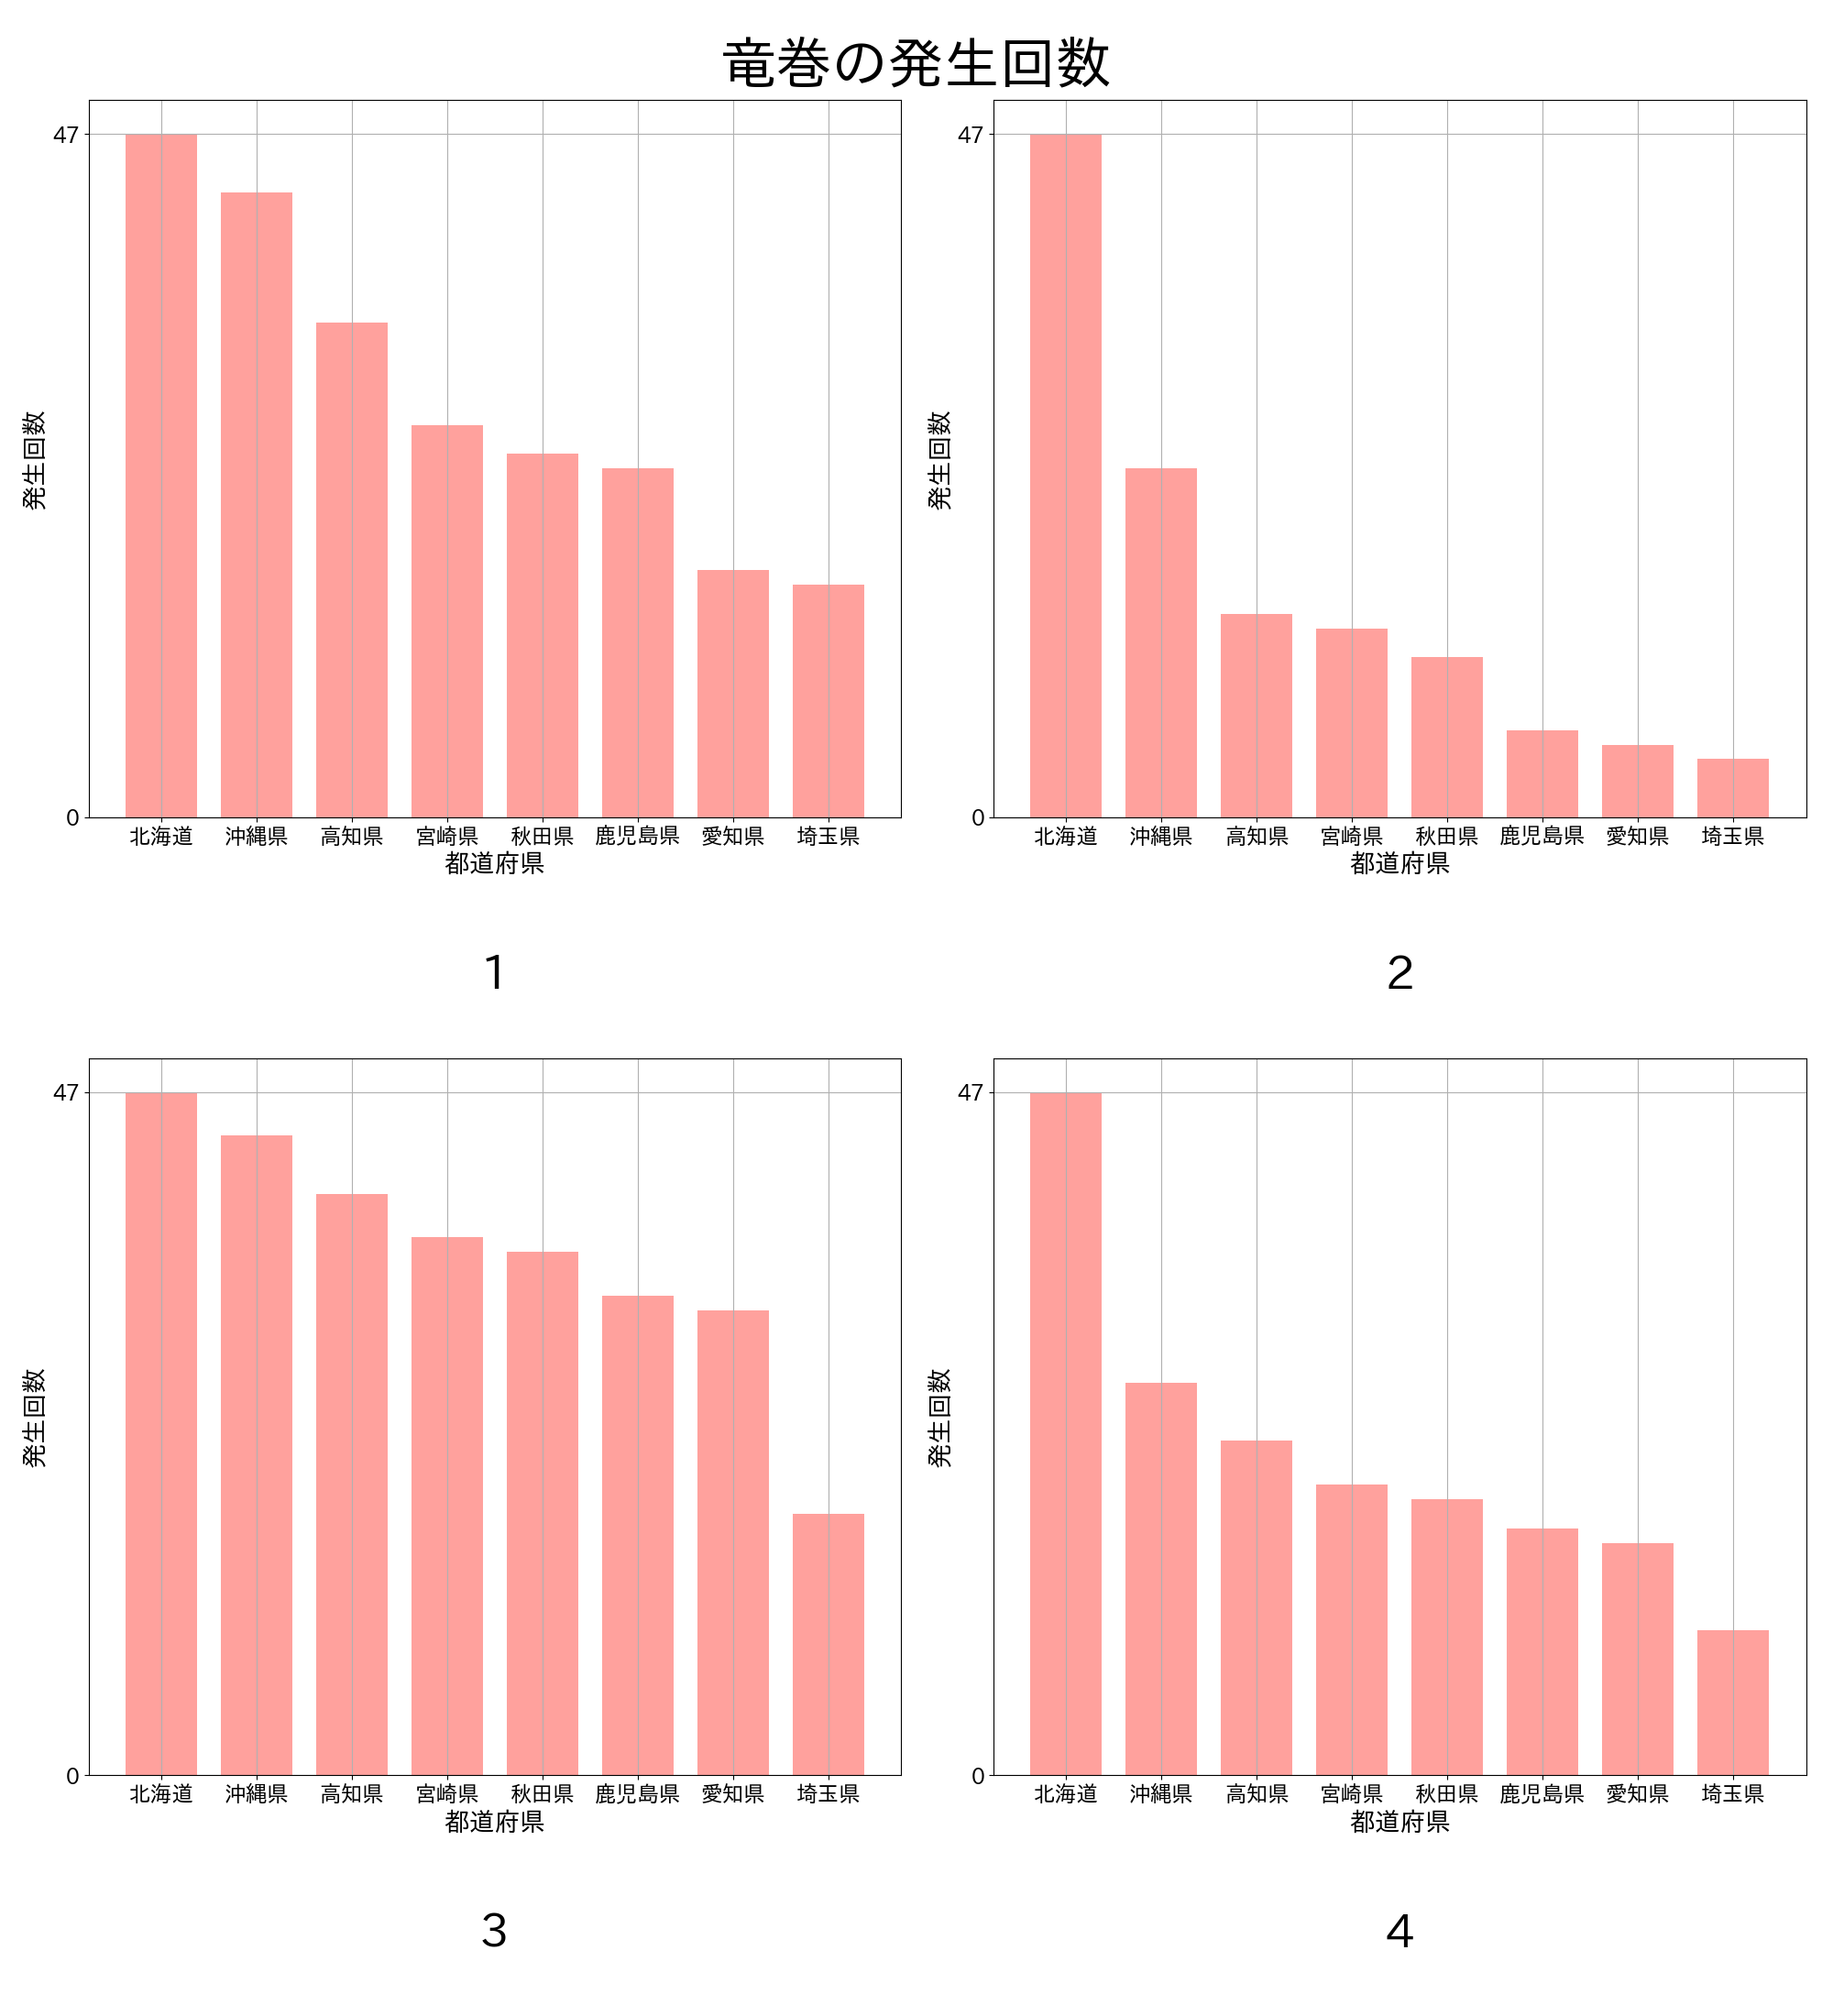 竜巻の発生回数
47
0
発生回数
北海道 沖縄県 高知県 宮崎県 秋田県 鹿児島県 愛知県 埼玉県
都道府県
1
47
0
発生回数
北海道 沖縄県 高知県 宮崎県 秋田県 鹿児島県 愛知県 埼玉県
都道府県
2
47
0
発生回数
北海道 沖縄県 高知県 宮崎県 秋田県 鹿児島県 愛知県 埼玉県
都道府県
3
47
0
発生回数
北海道 沖縄県 高知県 宮崎県 秋田県 鹿児島県 愛知県 埼玉県
都道府県
4